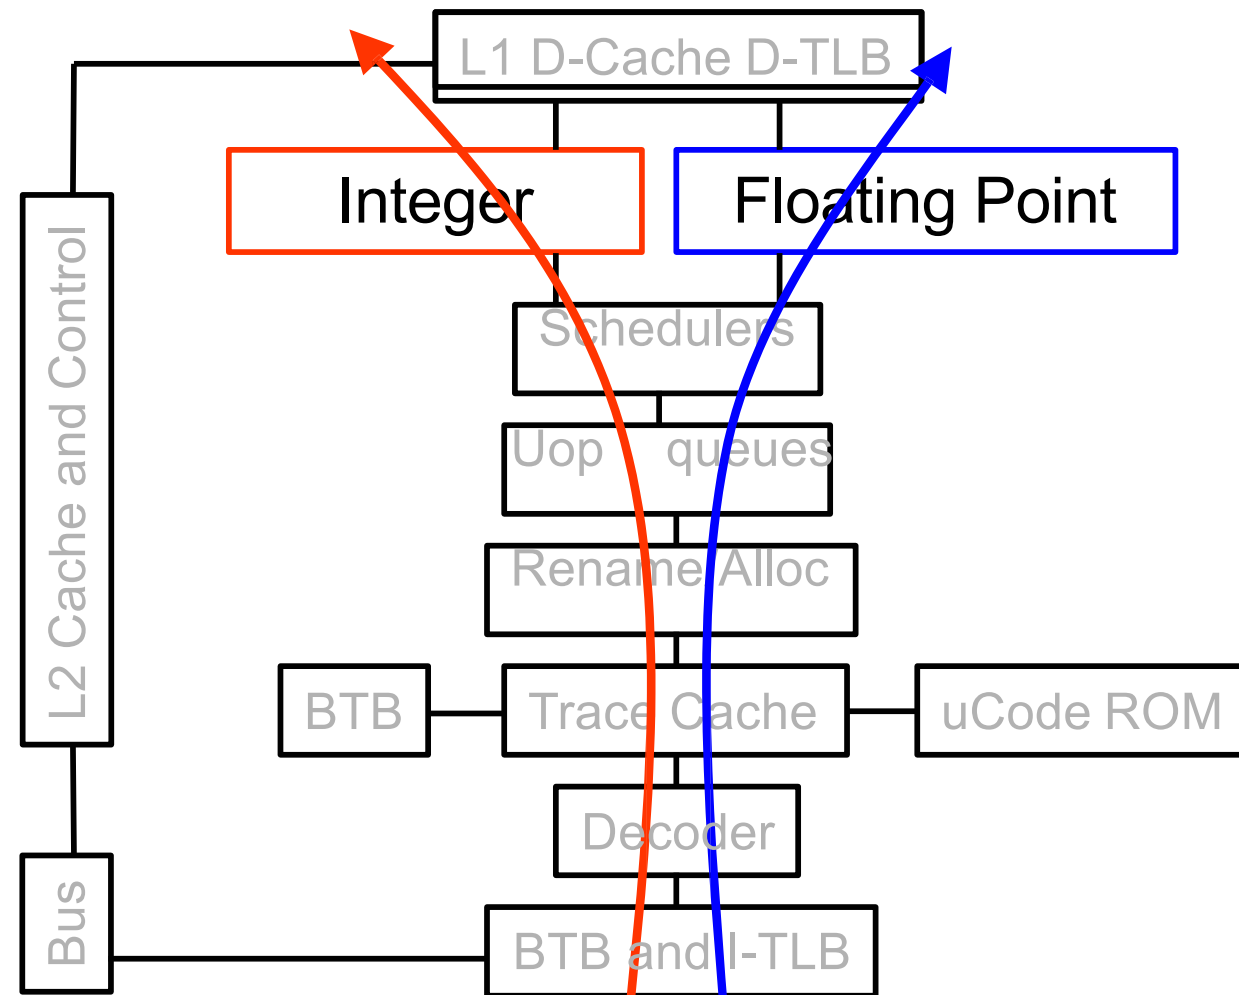 L1 D-Cache D-TLB
Integer
Floating Point
L2 Cache and Control
Schedulers
Uop queues
Rename/Alloc
BTB
Trace Cache
uCode ROM
Decoder
Bus
BTB and I-TLB